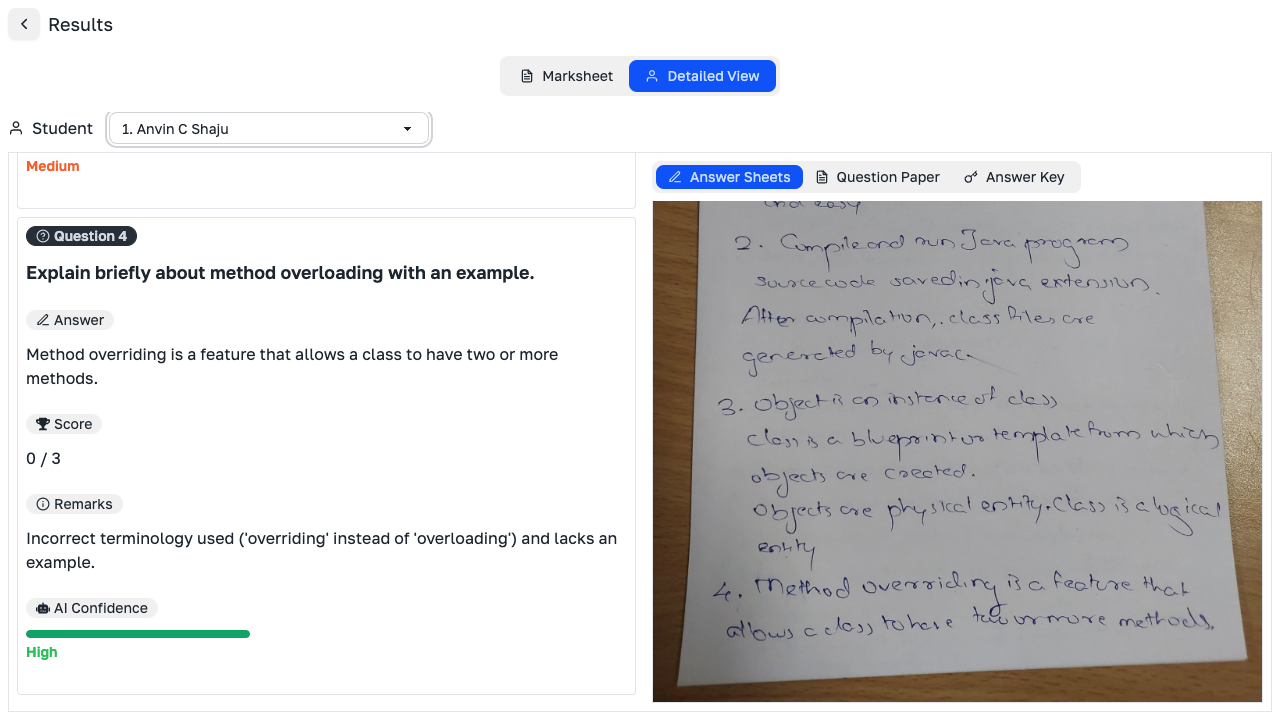 Results
Marksheet
Detailed View
Student
1. Anvin C Shaju
Medium
Question 4
Explain briefly about method overloading with an example.
Answer
Method overriding is a feature that allows a class to have two or more
methods.
Score
0 / 3
Remarks
Incorrect terminology used ('overriding' instead of 'overloading') and lacks an
example.
AI Confidence
High
Answer Sheets
Question Paper
Answer Key
and easy
2. Compile and run Java program
source code saved in java extension.
After compilation, class files are
generated by javac.
3. Object is an instance of class
class is a blueprint or template from which
objects are created.
Objects are physical entity. Class is a logical
entity
4. Method overriding is a feature that
allows a class to have two or more methods.